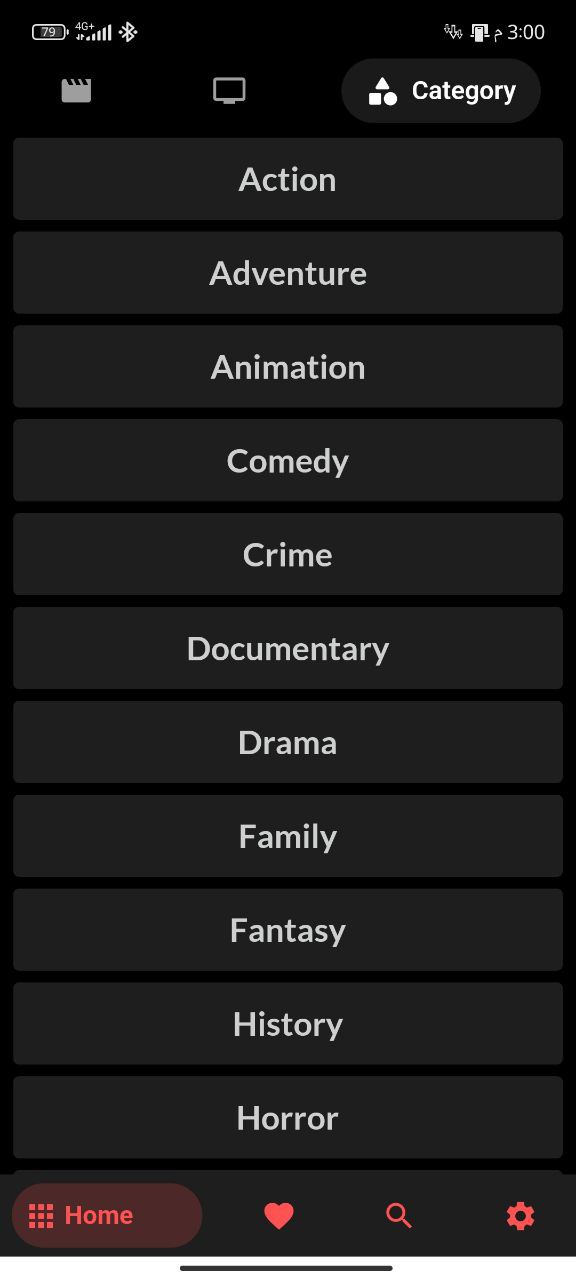 79 4G+ م 3:00
Category
Action
Adventure
Animation
Comedy
Crime
Documentary
Drama
Family
Fantasy
History
Horror
Home